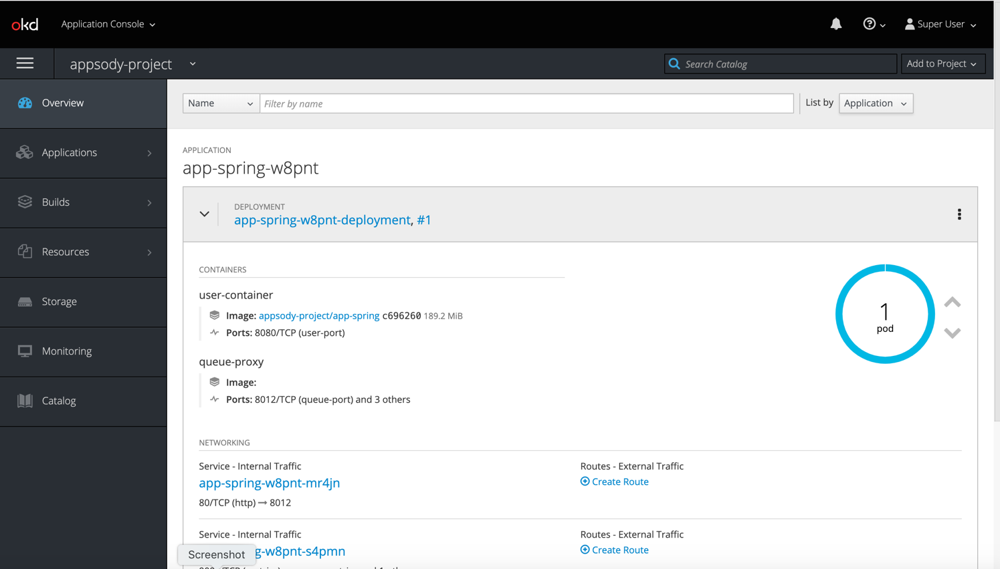 okd Application Console Super User
appsody-project Search Catalog Add to Project
Overview
Applications
Builds
Resources
Storage
Monitoring
Catalog
Name Filter by name List by Application
APPLICATION
app-spring-w8pnt
DEPLOYMENT
app-spring-w8pnt-deployment, #1
CONTAINERS
user-container
Image: appsody-project/app-spring c696260 189.2 MiB
Ports: 8080/TCP (user-port)
1
pod
queue-proxy
Image:
Ports: 8012/TCP (queue-port) and 3 others
NETWORKING
Service - Internal Traffic Routes - External Traffic
app-spring-w8pnt-mr4jn Create Route
80/TCP (http) → 8012
Service - Internal Traffic Routes - External Traffic
g-w8pnt-s4pmn Create Route
Screenshot